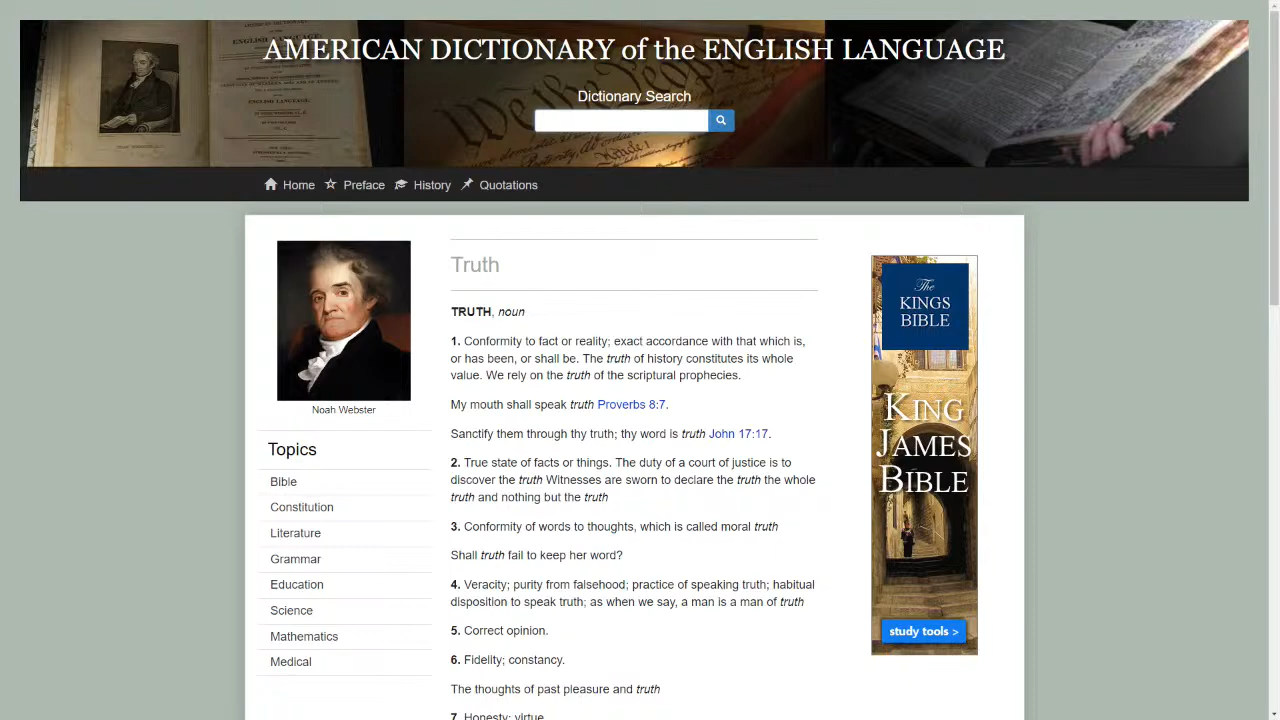 AMERICAN DICTIONARY of the ENGLISH LANGUAGE
Dictionary Search
Home
Preface
History
Quotations
Noah Webster
Topics
Bible
Constitution
Literature
Grammar
Education
Science
Mathematics
Medical
Truth
TRUTH, noun
1. Conformity to fact or reality; exact accordance with that which is,
or has been, or shall be. The truth of history constitutes its whole
value. We rely on the truth of the scriptural prophecies.
My mouth shall speak truth Proverbs 8:7.
Sanctify them through thy truth; thy word is truth John 17:17.
2. True state of facts or things. The duty of a court of justice is to
discover the truth Witnesses are sworn to declare the truth the whole
truth and nothing but the truth
3. Conformity of words to thoughts, which is called moral truth
Shall truth fail to keep her word?
4. Veracity; purity from falsehood; practice of speaking truth; habitual
disposition to speak truth; as when we say, a man is a man of truth
5. Correct opinion.
6. Fidelity; constancy.
The thoughts of past pleasure and truth
7. Honesty; virtue.
The
KINGS
BIBLE
KING
JAMES
BIBLE
study tools >